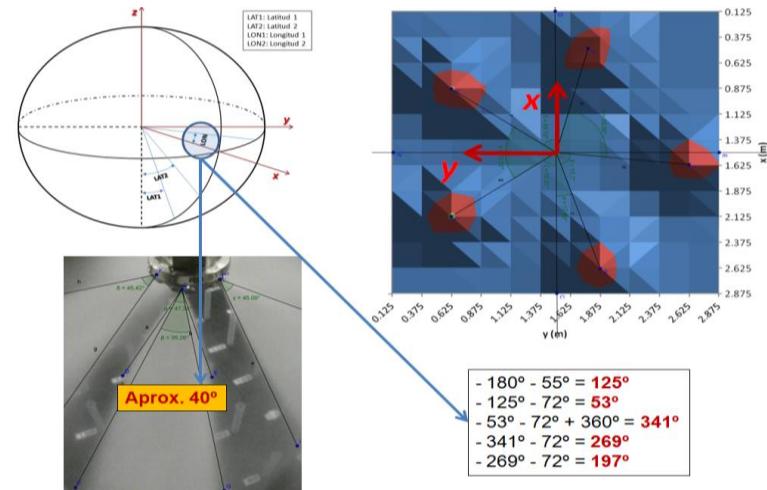 z
LAT1: Latitud 1
LAT2: Latitud 2
LON1: Longitud 1
LON2: Longitud 2
y
LON
x
LAT2
LAT1
x
y
0.125
0.375
0.625
0.875
1.125
1.375
1.625
1.875
2.125
2.375
2.625
2.875
x (m)
0.125
0.375
0.625
0.875
1.125
1.375
1.625
1.875
2.125
2.375
2.625
2.875
y (m)
Aprox. 40º
- 180º - 55º = 125º
- 125º - 72º = 53º
- 53º - 72º + 360º = 341º
- 341º - 72º = 269º
- 269º - 72º = 197º